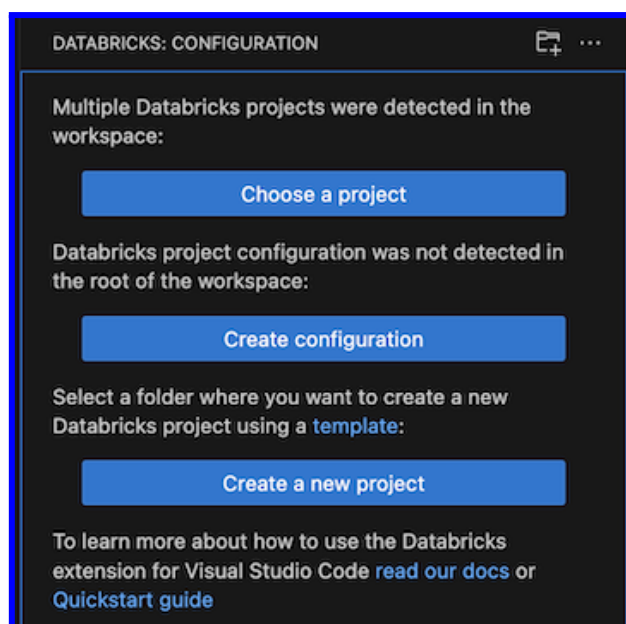 DATABRICKS: CONFIGURATION
Multiple Databricks projects were detected in the
workspace:
Choose a project
Databricks project configuration was not detected in
the root of the workspace:
Create configuration
Select a folder where you want to create a new
Databricks project using a template:
Create a new project
To learn more about how to use the Databricks
extension for Visual Studio Code read our docs or
Quickstart guide